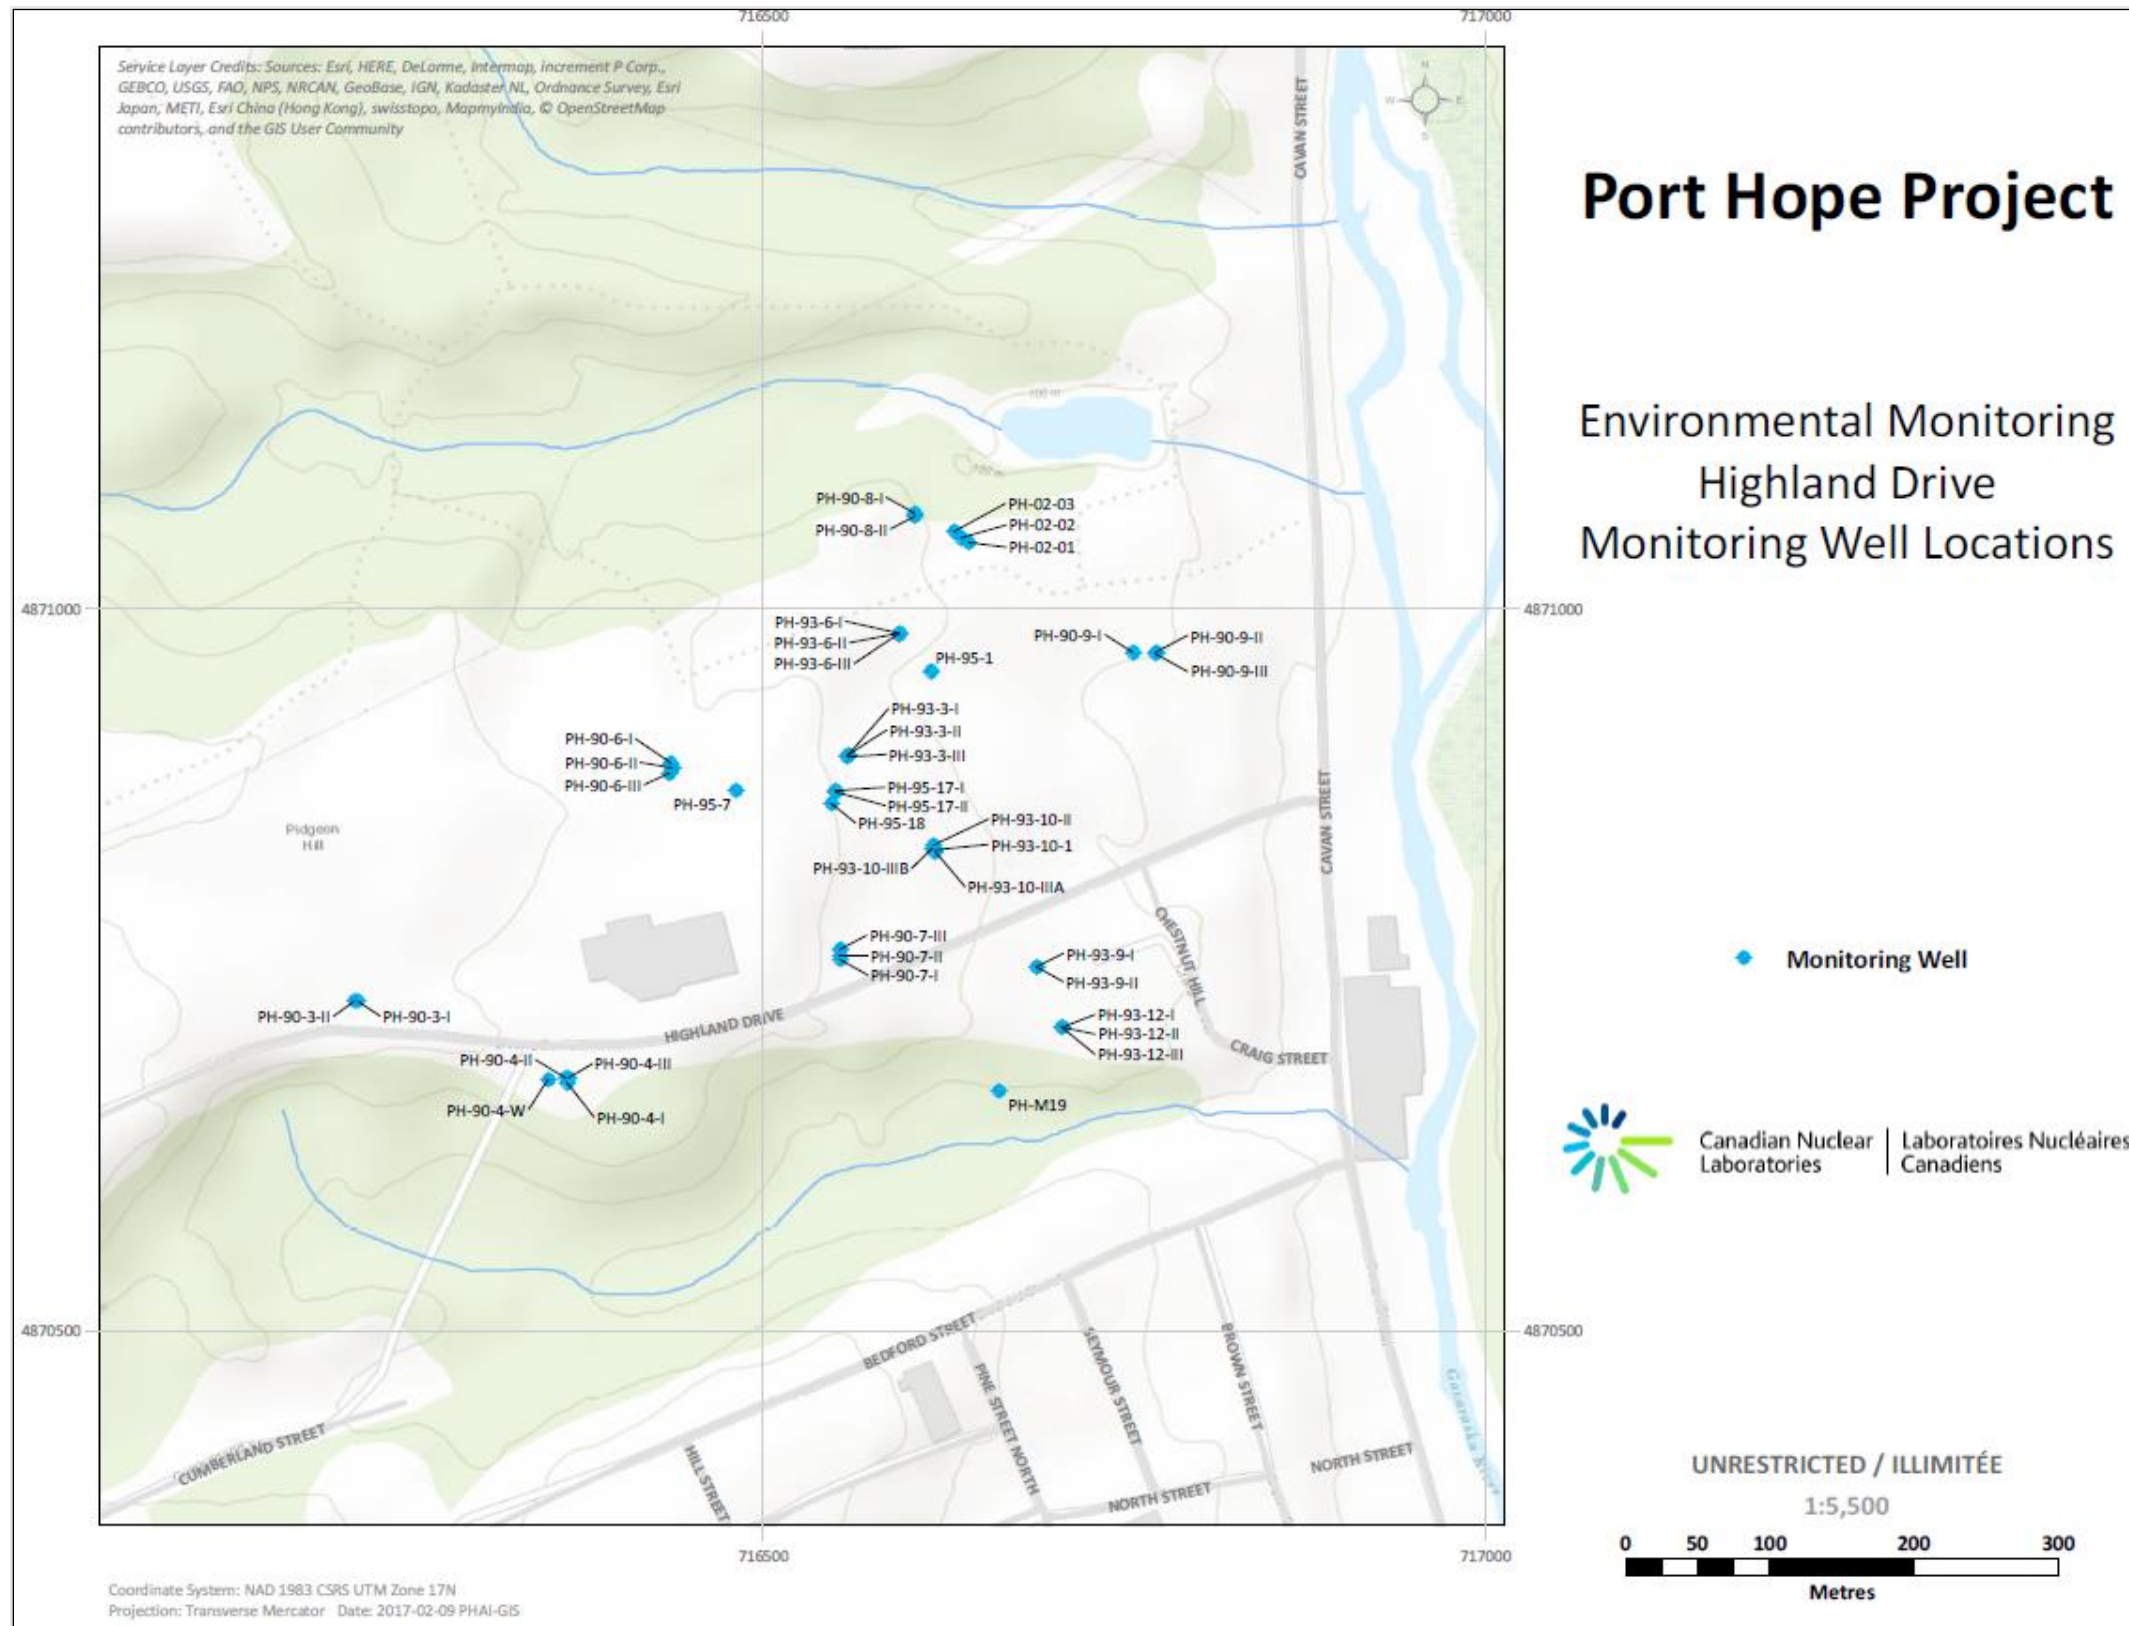 716500
717000
Service Layer Credits: Sources: Esri, HERE, DeLorme, Intermap, increment P Corp.,
GEBCO, USGS, FAO, NPS, NRCAN, GeoBase, IGN, Kadaster NL, Ordnance Survey, Esri
Japan, METI, Esri China (Hong Kong), swisstopo, MapmyIndia, © OpenStreetMap
contributors, and the GIS User Community
N
W
E
S
CAVAN STREET
Port Hope Project
Environmental Monitoring
Highland Drive
Monitoring Well Locations
100 m
100 m
PH-90-8-I
PH-90-8-II
PH-02-03
PH-02-02
PH-02-01
4871000
4871000
PH-93-6-I
PH-93-6-II
PH-93-6-III
PH-95-1
PH-90-9-I
PH-90-9-II
PH-90-9-III
PH-93-3-I
PH-93-3-II
PH-93-3-III
PH-90-6-I
PH-90-6-II
PH-90-6-III
PH-95-7
PH-95-17-I
PH-95-17-II
PH-95-18
PH-93-10-II
PH-93-10-1
PH-93-10-IIIB
PH-93-10-IIIA
Pidgeon
Hill
CAVAN STREET
CHESTNUT HILL
PH-90-7-III
PH-90-7-II
PH-90-7-I
PH-93-9-I
PH-93-9-II
Monitoring Well
PH-90-3-II
PH-90-3-I
HIGHLAND DRIVE
PH-93-12-I
PH-93-12-II
PH-93-12-III
CRAIG STREET
PH-90-4-II
PH-90-4-III
PH-90-4-W
PH-90-4-I
PH-M19
Canadian Nuclear
Laboratories
Laboratoires Nucléaires
Canadiens
4870500
4870500
BEDFORD STREET
PINE STREET NORTH
SEYMOUR STREET
BROWN STREET
Ganaraska River
CUMBERLAND STREET
HILL STREET
NORTH STREET
NORTH STREET
UNRESTRICTED / ILLIMITÉE
1:5,500
0 50 100 200 300
Metres
716500
717000
Coordinate System: NAD 1983 CSRS UTM Zone 17N
Projection: Transverse Mercator Date: 2017-02-09 PHAI-GIS